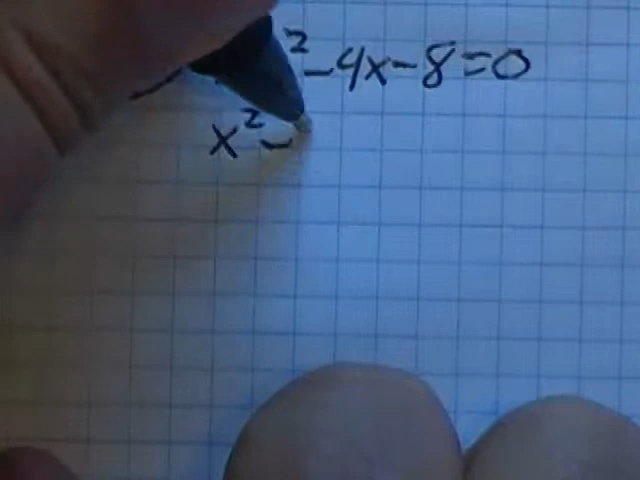 ² - 4x - 8 = 0
x² -